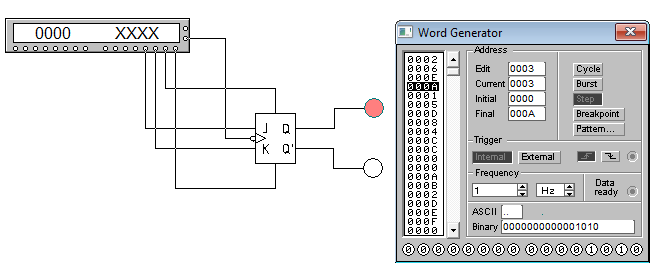 0000 XXXX
J Q
K Q'
Word Generator
Address
0002
0006
000E
000A
0001
0005
000D
0008
0004
000C
000C
0000
000A
0002
000E
000F
0000
Edit 0003
Current 0003
Initial 0000
Final 000A
Cycle
Burst
Step
Breakpoint
Pattern...
Trigger
Internal External
Frequency
1 Hz
Data ready
ASCII ..
Binary 0000000000001010
0 0 0 0 0 0 0 0 0 0 0 0 1 0 1 0